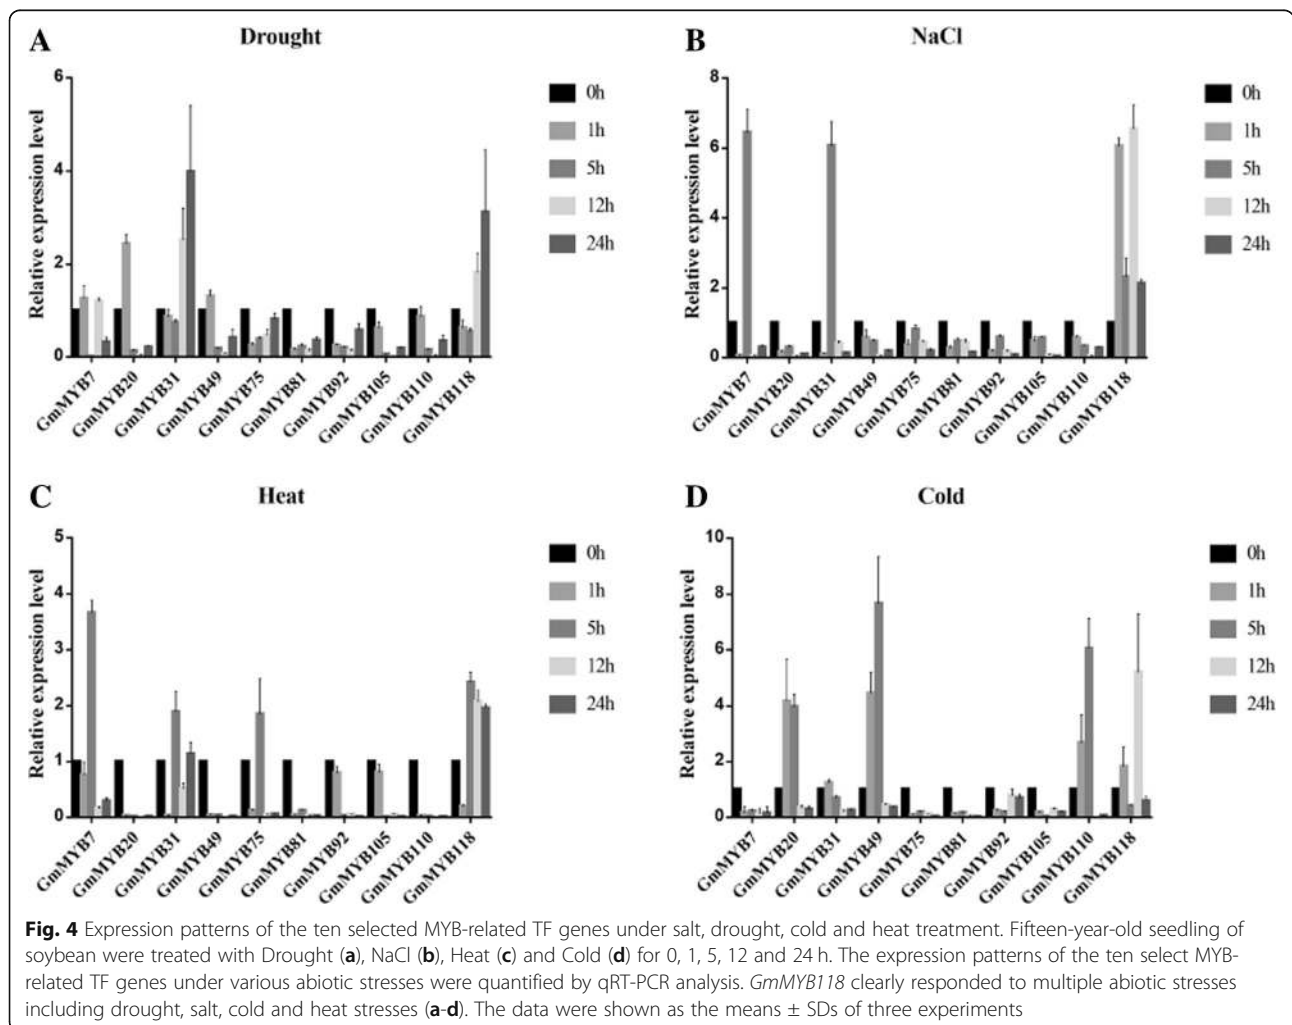 A
Drought
Relative expression level
6
4
2
0
0h
1h
5h
12h
24h
GmMYB7
GmMYB20
GmMYB31
GmMYB49
GmMYB75
GmMYB81
GmMYB92
GmMYB105
GmMYB110
GmMYB118
B
NaCl
Relative expression level
8
6
4
2
0
0h
1h
5h
12h
24h
GmMYB7
GmMYB20
GmMYB31
GmMYB49
GmMYB75
GmMYB81
GmMYB92
GmMYB105
GmMYB110
GmMYB118
C
Heat
Relative expression level
5
4
3
2
1
0
0h
1h
5h
12h
24h
GmMYB7
GmMYB20
GmMYB31
GmMYB49
GmMYB75
GmMYB81
GmMYB92
GmMYB105
GmMYB110
GmMYB118
D
Cold
Relative expression level
10
8
6
4
2
0
0h
1h
5h
12h
24h
GmMYB7
GmMYB20
GmMYB31
GmMYB49
GmMYB75
GmMYB81
GmMYB92
GmMYB105
GmMYB110
GmMYB118
Fig. 4 Expression patterns of the ten selected MYB-related TF genes under salt, drought, cold and heat treatment. Fifteen-year-old seedling of
soybean were treated with Drought (a), NaCl (b), Heat (c) and Cold (d) for 0, 1, 5, 12 and 24 h. The expression patterns of the ten select MYB-
related TF genes under various abiotic stresses were quantified by qRT-PCR analysis. GmMYB118 clearly responded to multiple abiotic stresses
including drought, salt, cold and heat stresses (a-d). The data were shown as the means ± SDs of three experiments